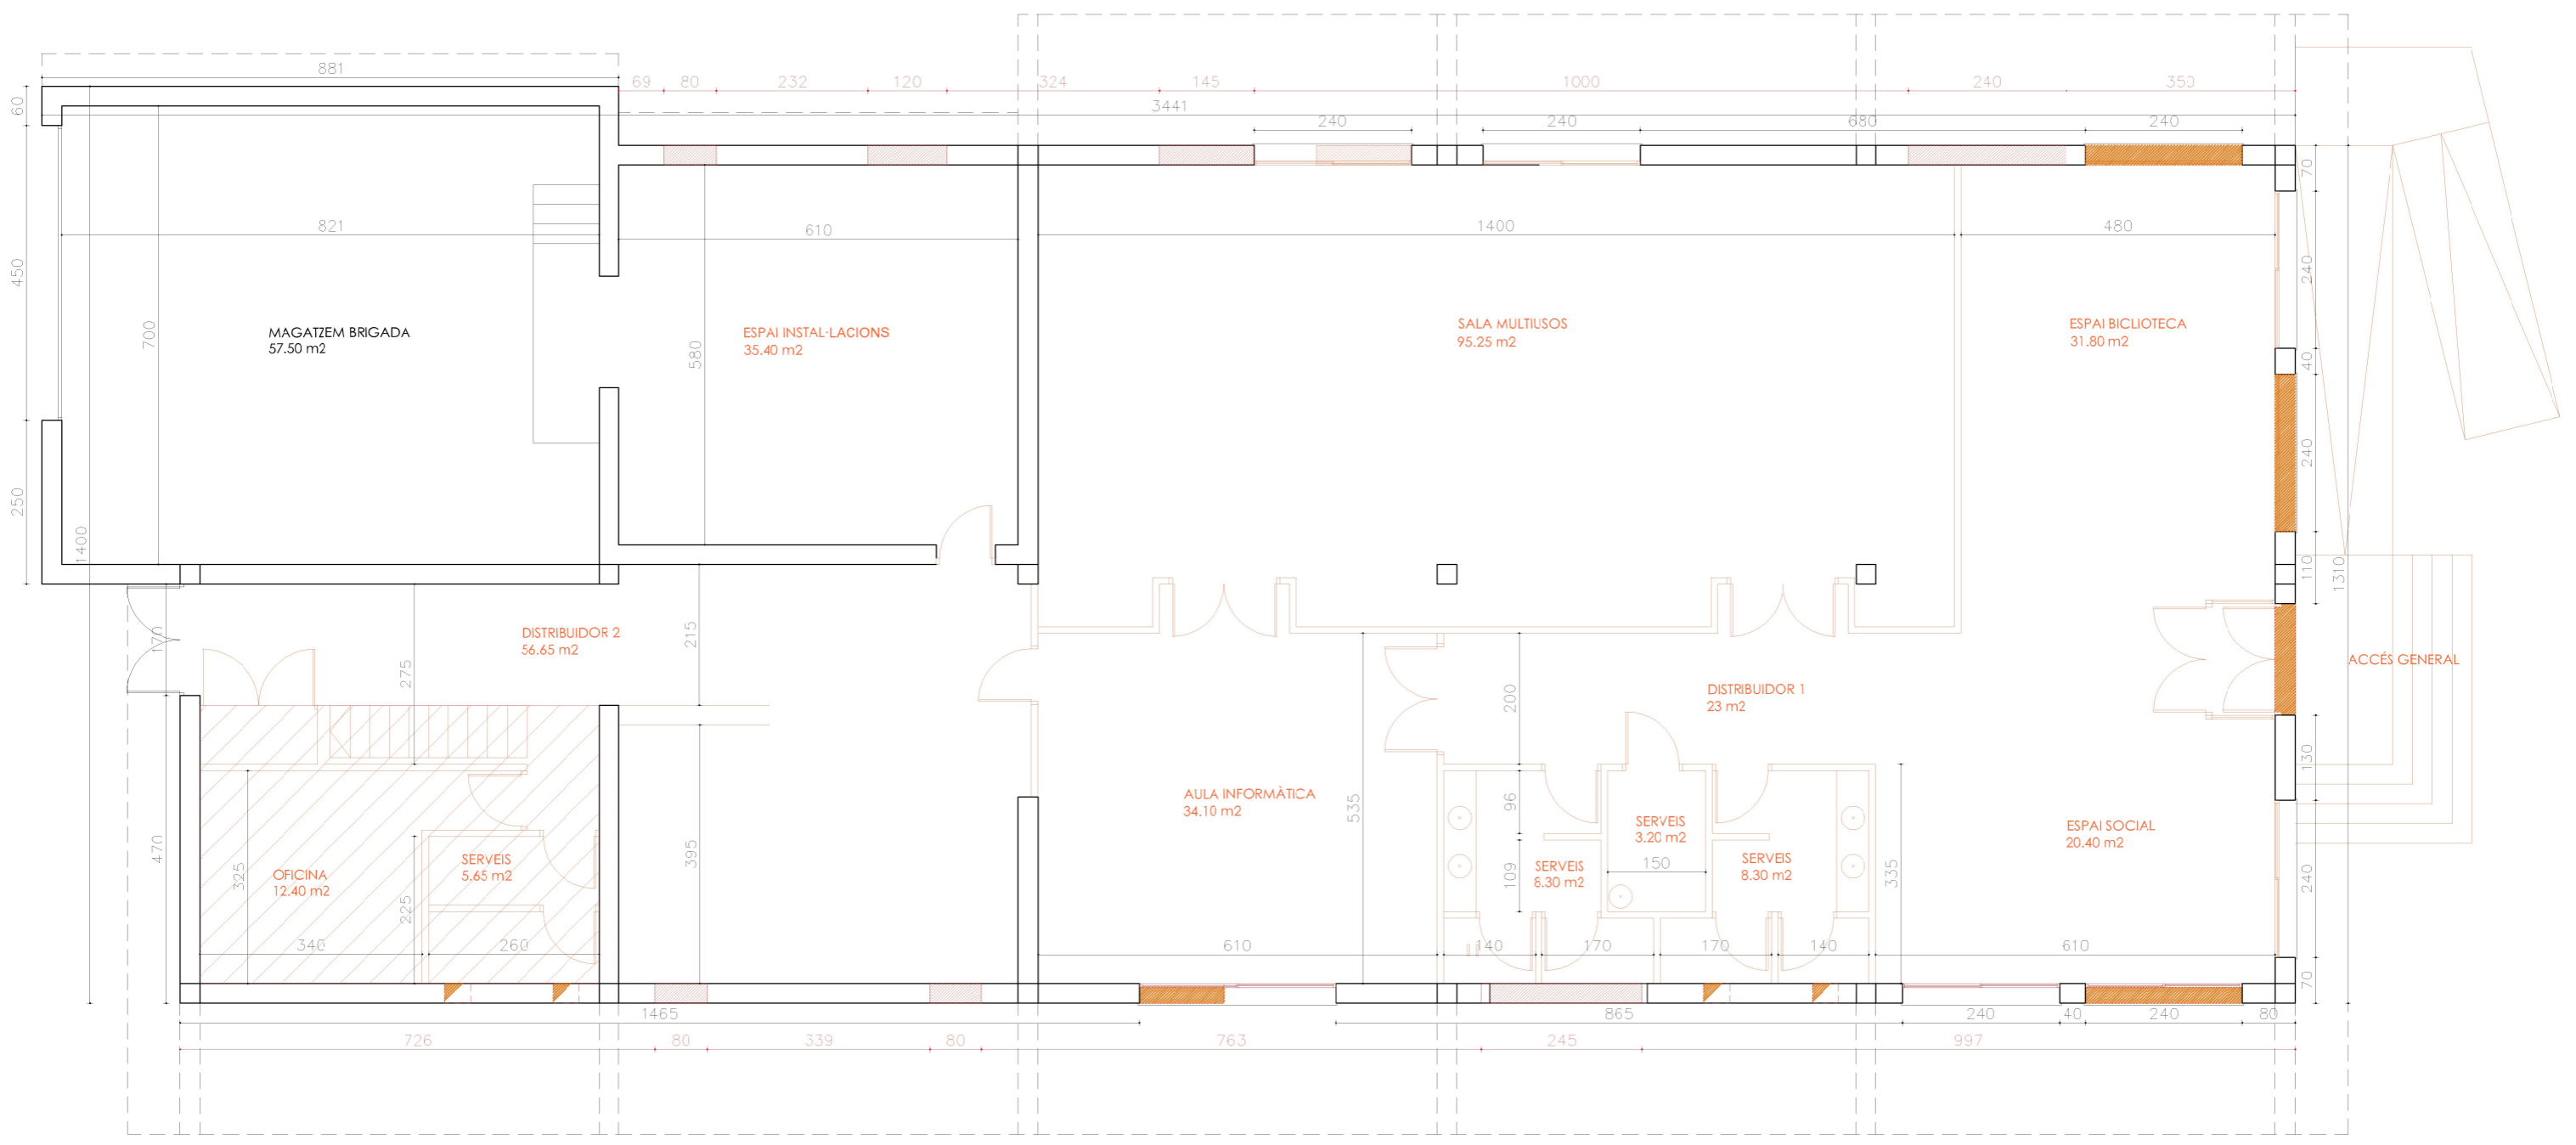 881
69
80
232
120
324
145
1000
240
350
3441
60
240
240
680
240
70
821
610
1400
480
450
240
MAGATZEM BRIGADA
57.50 m2
700
ESPAI INSTAL·LACIONS
35.40 m2
580
SALA MULTIUSOS
95.25 m2
ESPAI BICLIOTECA
31.80 m2
40
240
250
1400
110
1310
170
DISTRIBUIDOR 2
56.65 m2
215
275
200
DISTRIBUIDOR 1
23 m2
ACCÉS GENERAL
130
AULA INFORMÀTICA
34.10 m2
535
96
SERVEIS
3.20 m2
150
ESPAI SOCIAL
20.40 m2
470
325
OFICINA
12.40 m2
SERVEIS
5.65 m2
225
395
109
SERVEIS
8.30 m2
SERVEIS
8.30 m2
335
240
340
260
610
140
170
170
140
610
70
1465
865
240
40
240
80
726
80
339
80
763
245
997